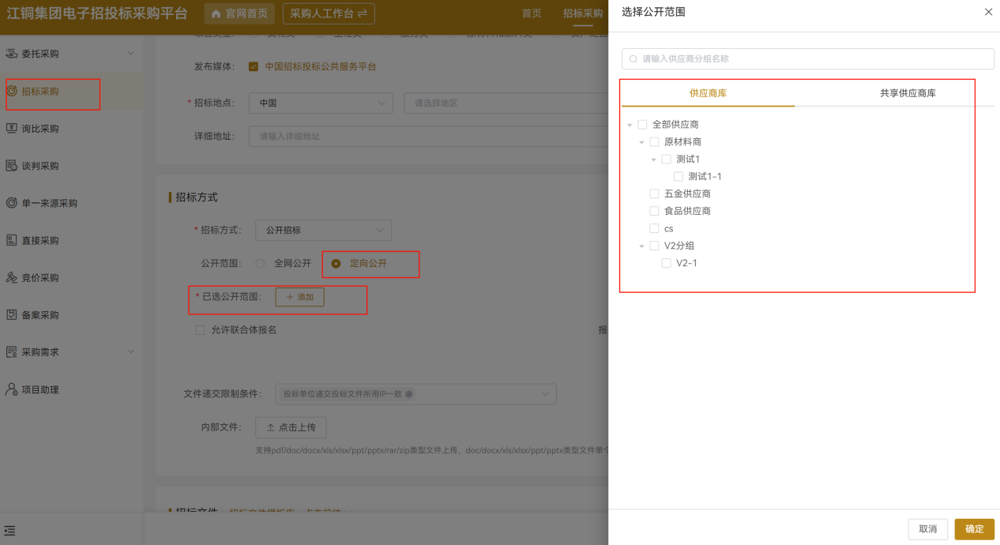 江铜集团电子招投标采购平台
官网首页
采购人工作台
首页
招标采购
委托采购
招标采购
询比采购
谈判采购
单一来源采购
直接采购
竞价采购
备案采购
采购需求
项目助理
发布媒体:
中国招标投标公共服务平台
* 招标地点:
中国
请选择地区
详细地址:
请输入详细地址
招标方式
* 招标方式:
公开招标
公开范围:
全网公开
定向公开
* 已选公开范围:
+ 添加
允许联合体报名
报
文件递交限制条件:
投标单位递交投标文件所用IP一致
内部文件:
点击上传
支持pdf/doc/docx/xls/xlsx/ppt/pptx/rar/zip类型文件上传，doc/docx/xls/xlsx/ppt/pptx类型文件单个
选择公开范围
请输入供应商分组名称
供应商库
共享供应商库
全部供应商
原材料商
测试1
测试1-1
五金供应商
食品供应商
cs
V2分组
V2-1
取消
确定